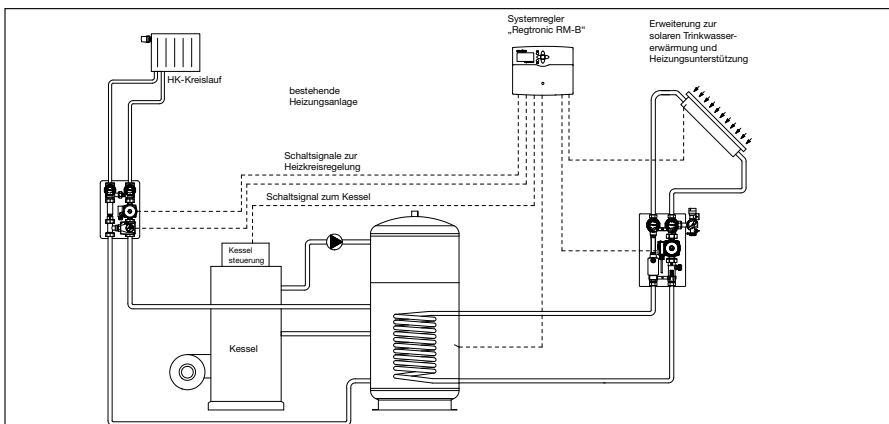 Systemregler
„Regtronic RM-B"
Erweiterung zur
solaren Trinkwasser-
erwärmung und
Heizungsunterstützung
HK-Kreislauf
bestehende
Heizungsanlage
Schaltsignale zur
Heizkreisregelung
Schaltsignal zum Kessel
Kessel
steuerung
Kessel